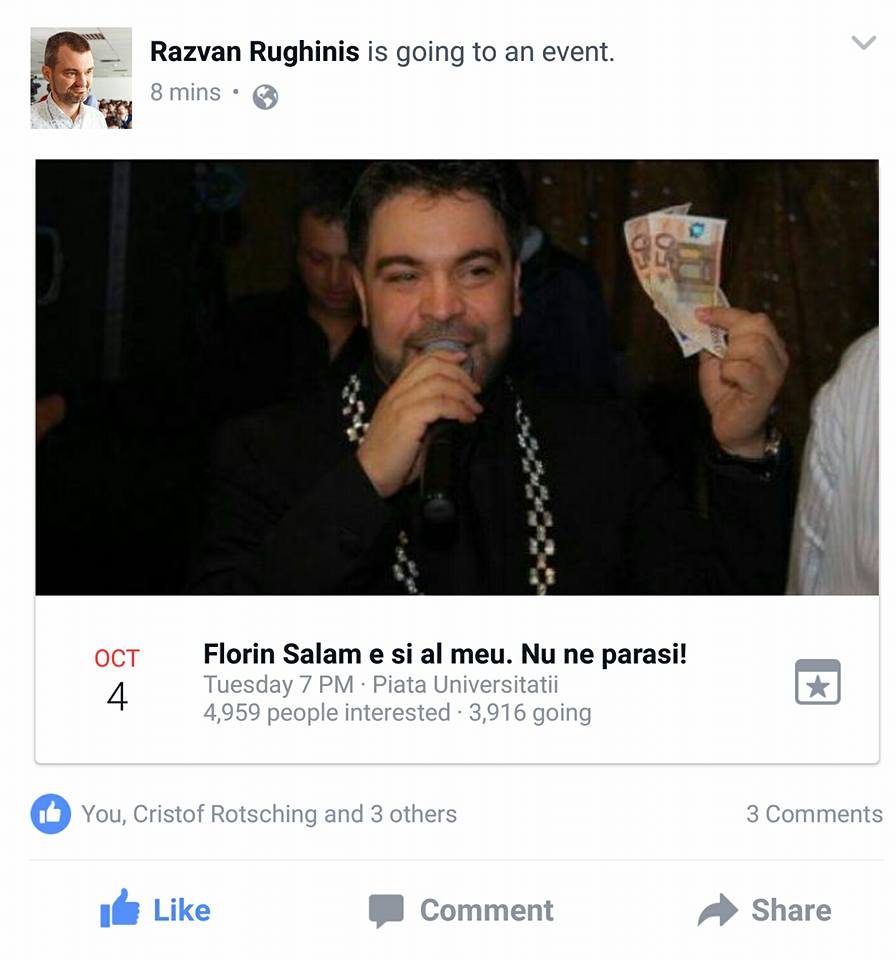 Razvan Rughinis is going to an event.
8 mins ·
50 50
OCT
4
Florin Salam e si al meu. Nu ne parasi!
Tuesday 7 PM · Piata Universitatii
4,959 people interested · 3,916 going
You, Cristof Rotsching and 3 others
3 Comments
Like
Comment
Share